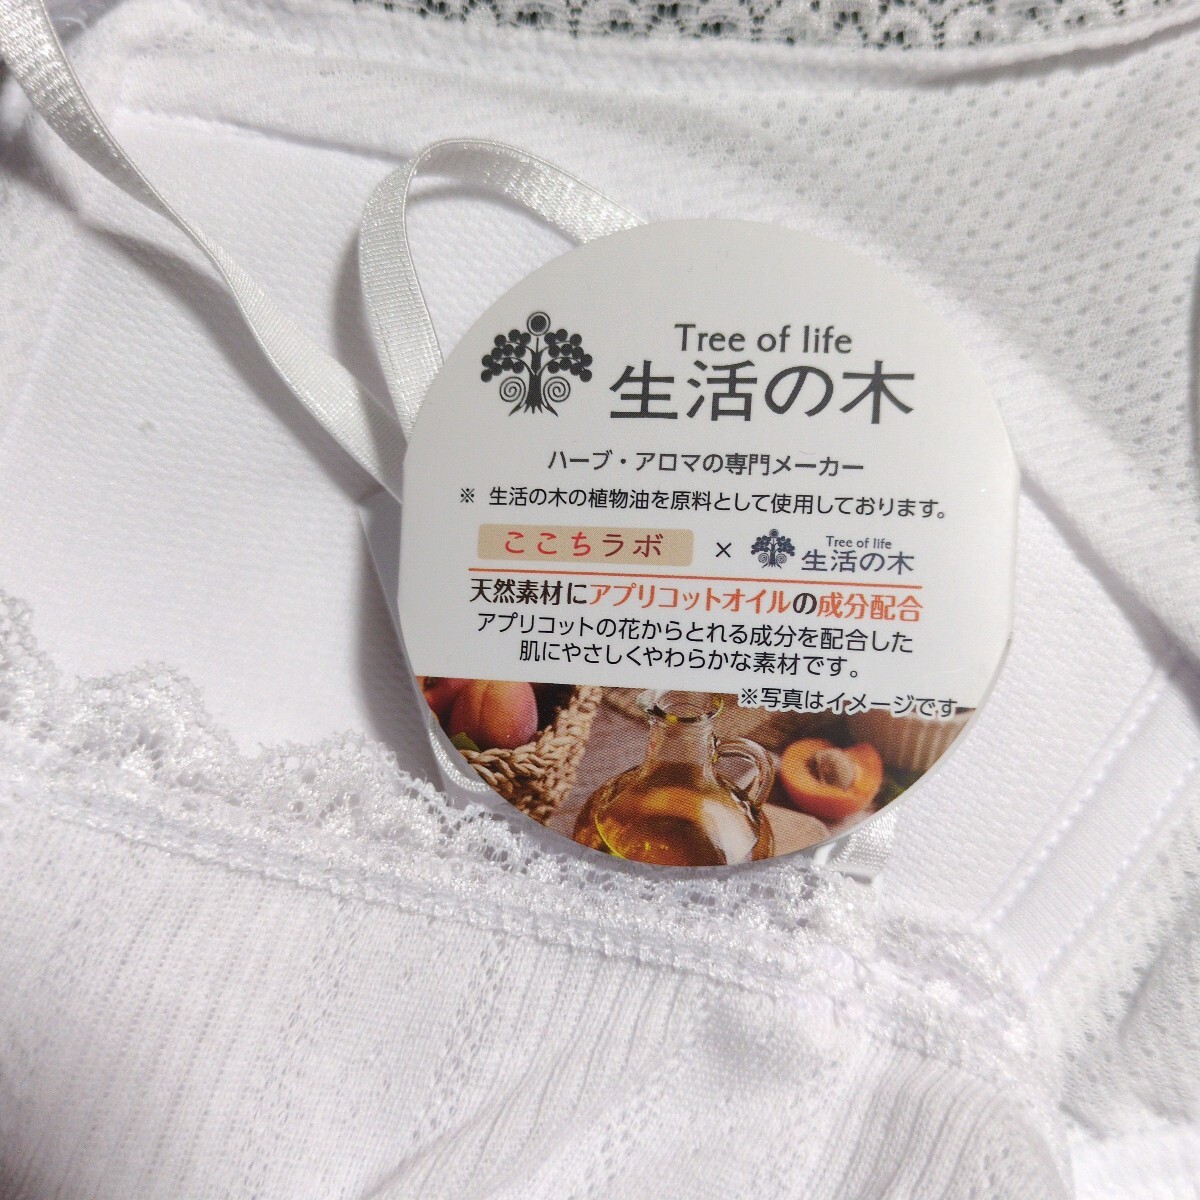 Tree of life
生活の木
ハーブ・アロマの専門メーカー
※ 生活の木の植物油を原料として使用しております。
ここちラボ × Tree of life 生活の木
天然素材にアプリコットオイルの成分配合
アプリコットの花からとれる成分を配合した
肌にやさしくやわらかな素材です。
※写真はイメージです